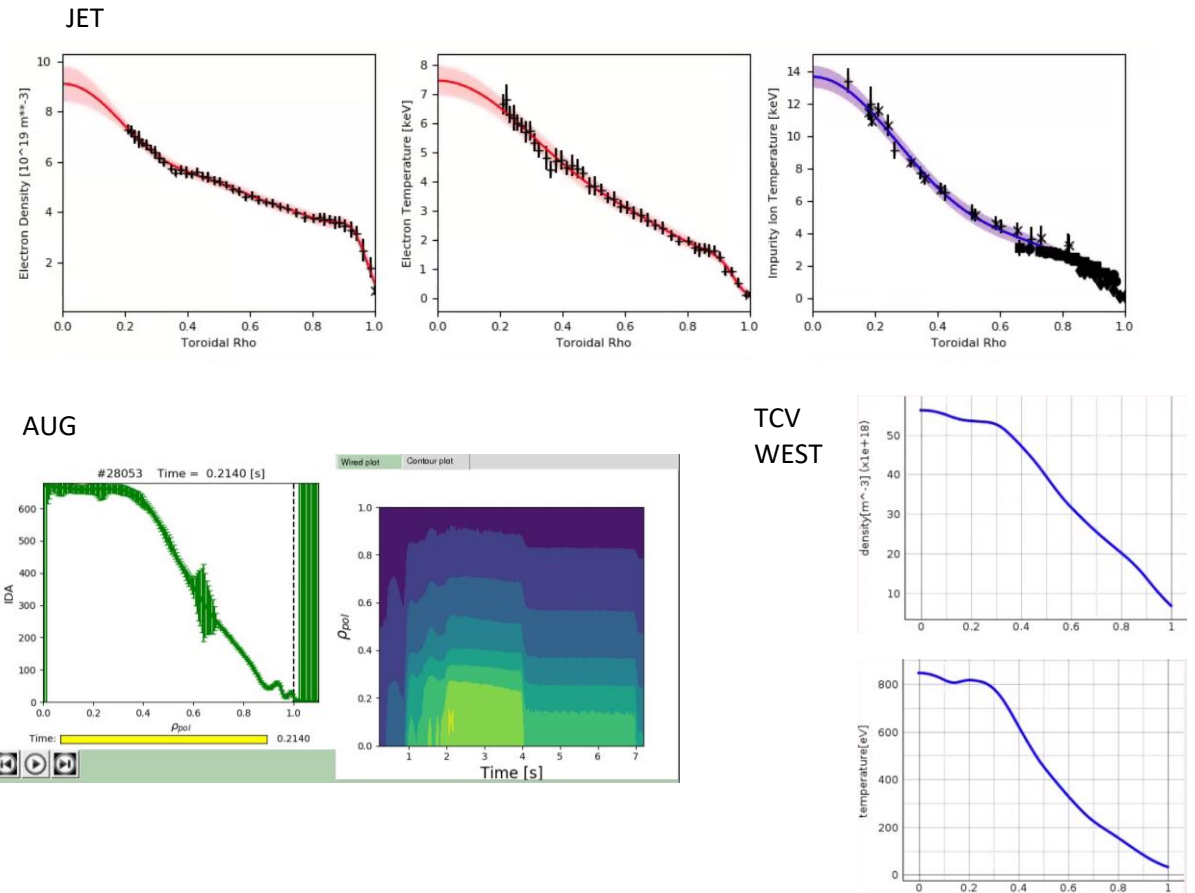 JET
Electron Density [10^19 m**-3]
10
8
6
4
2
0.0 0.2 0.4 0.6 0.8 1.0
Toroidal Rho
Electron Temperature [keV]
8
7
6
5
4
3
2
1
0
0.0 0.2 0.4 0.6 0.8 1.0
Toroidal Rho
Impurity Ion Temperature [keV]
14
12
10
8
6
4
2
0
0.0 0.2 0.4 0.6 0.8 1.0
Toroidal Rho
AUG
#28053 Time = 0.2140 [s]
IDA
600
500
400
300
200
100
0
0.0 0.2 0.4 0.6 0.8 1.0
ρpol
Time: 0.2140
Wired plot Contour plot
ρpol
1.0
0.8
0.6
0.4
0.2
0.0
1 2 3 4 5 6 7
Time [s]
TCV
WEST
density[m^-3] (x1e+18)
50
40
30
20
10
0 0.2 0.4 0.6 0.8 1
temperature[eV]
800
600
400
200
0
0 0.2 0.4 0.6 0.8 1